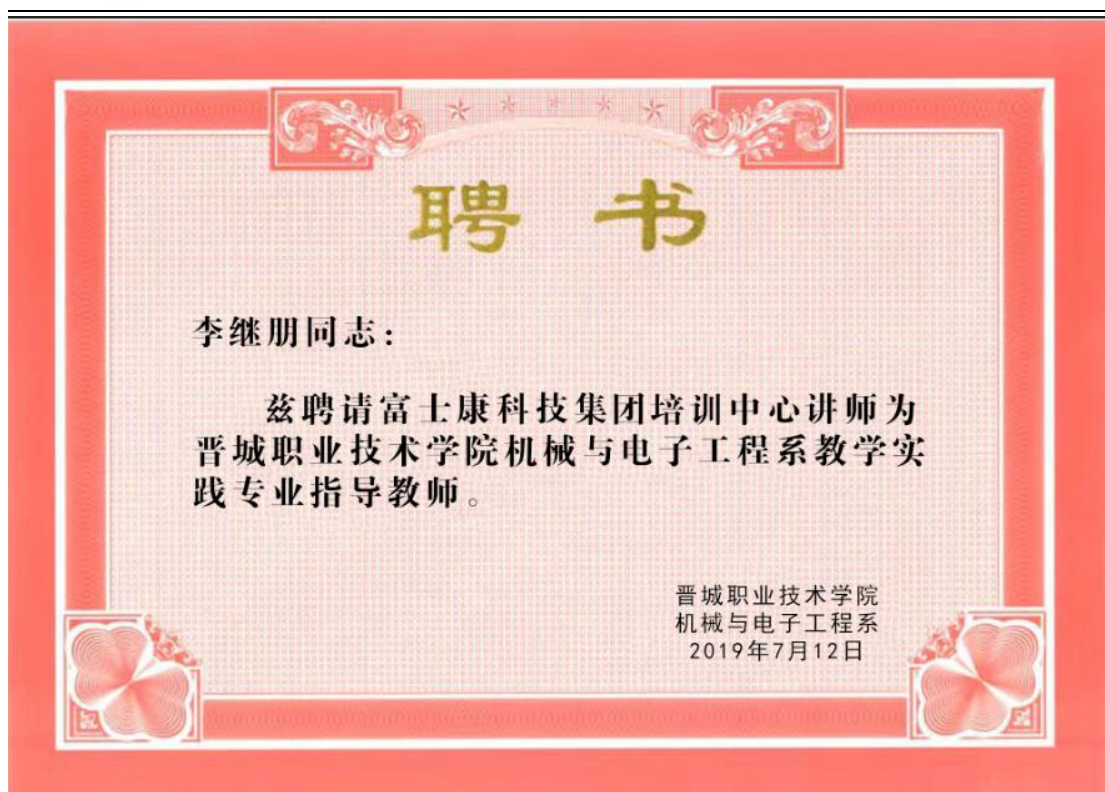 聘 书
李继朋同志：
兹聘请富士康科技集团培训中心讲师为
晋城职业技术学院机械与电子工程系教学实
践专业指导教师。
晋城职业技术学院
机械与电子工程系
2019年7月12日